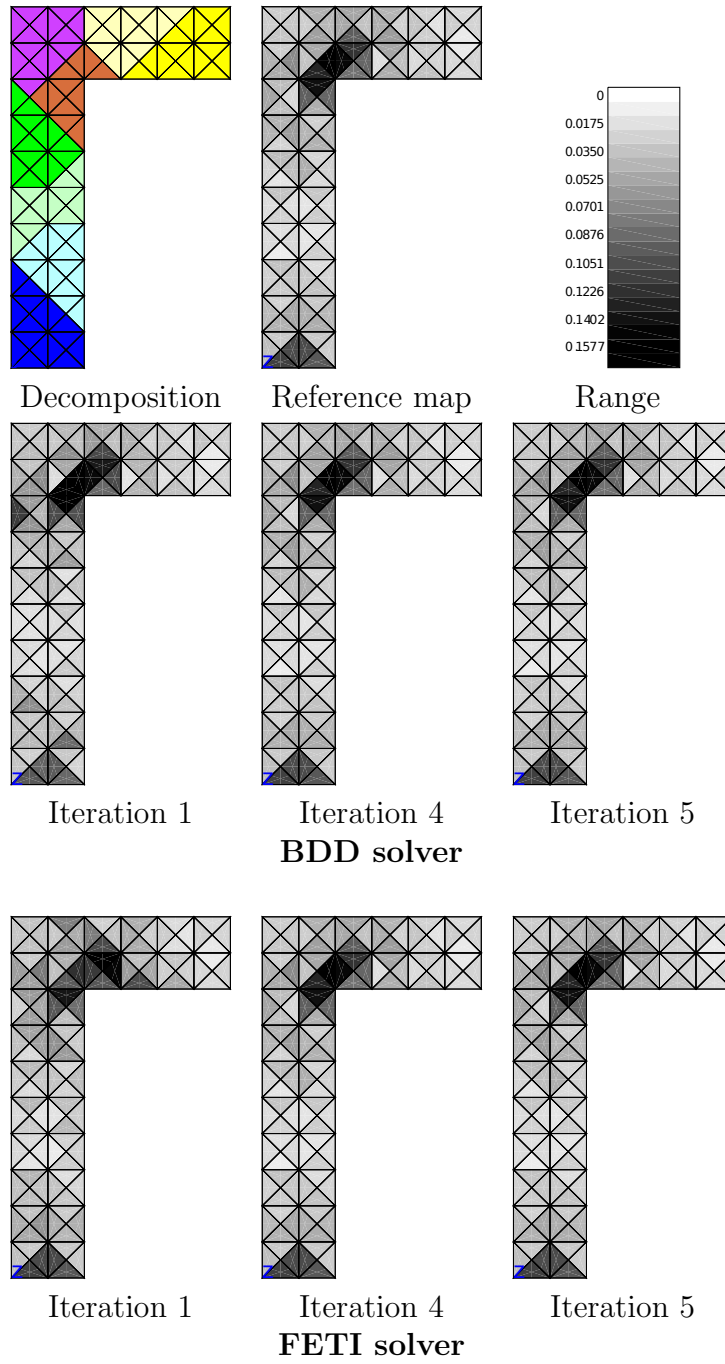 0
0.0175
0.0350
0.0525
0.0701
0.0876
0.1051
0.1226
0.1402
0 1577
Z
Decomposition Reference map Range
Z Z Z
Iteration 1 Iteration 4 Iteration 5
BDD solver
Z Z Z
Iteration 1 Iteration 4 Iteration 5
FETI solver